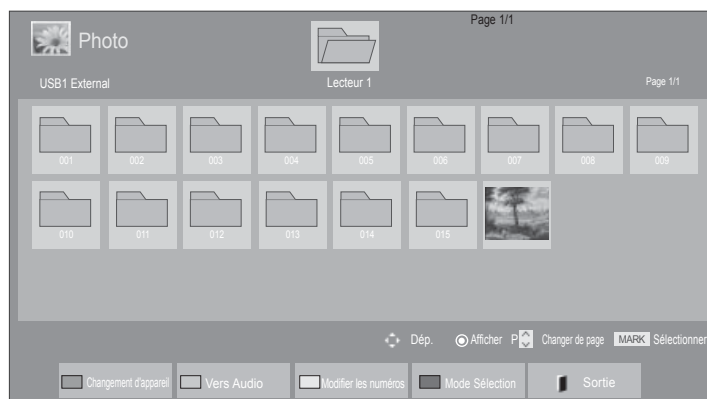 Page 1/1
Photo
USB1 External
Lecteur 1
Page 1/1
001 002 003 004 005 006 007 008 009
010 011 012 013 014 015
Dép. Afficher P Changer de page MARK Sélectionner
Changement d'appareil Vers Audio Modifier les numéros Mode Sélection Sortie